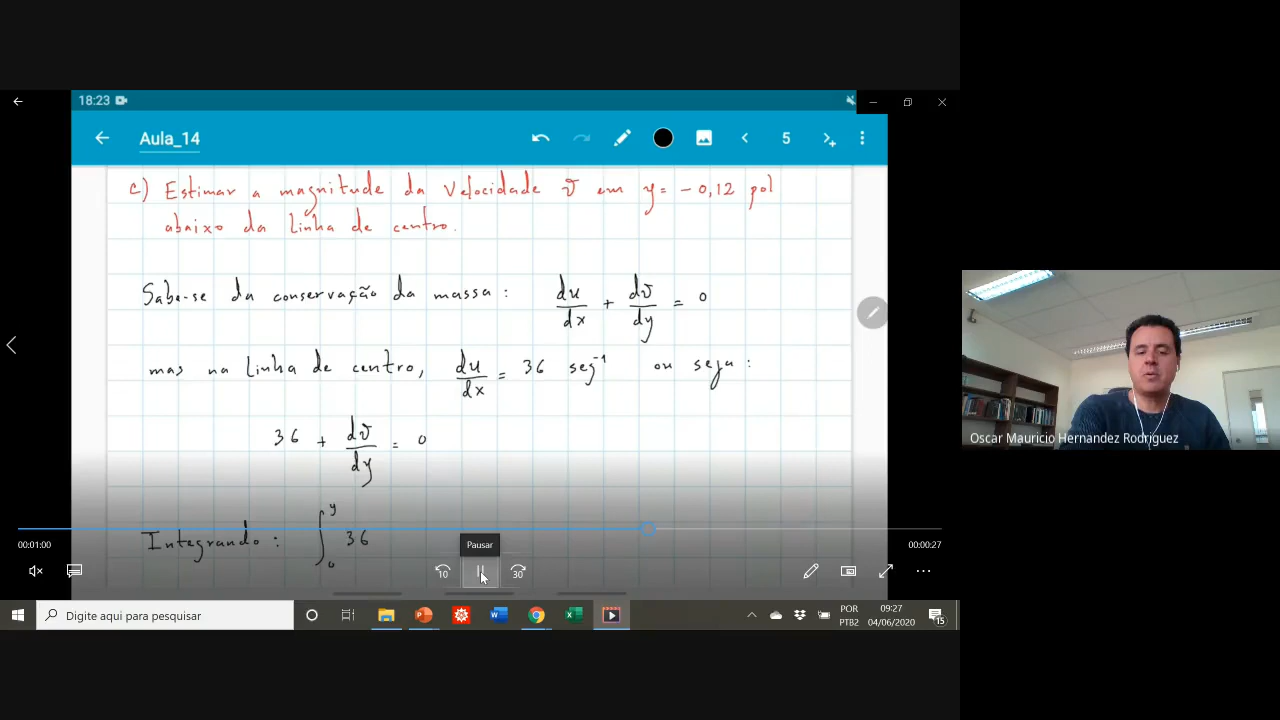 18:23
Aula_14
5
c) Estimar a magnitude da velocidade v em y = -0,12 pol
abaixo da linha de centro.
Sabe-se da conservação da massa: du/dx + dv/dy = 0
mas na linha de centro, du/dx = 36 seg⁻¹ ou seja:
36 + dv/dy = 0
Integrando: ∫₀ʸ 36
Pausar
00:01:00
00:00:27
10
30
Digite aqui para pesquisar
POR
PTB2
09:27
04/06/2020
15
Oscar Mauricio Hernandez Rodriguez